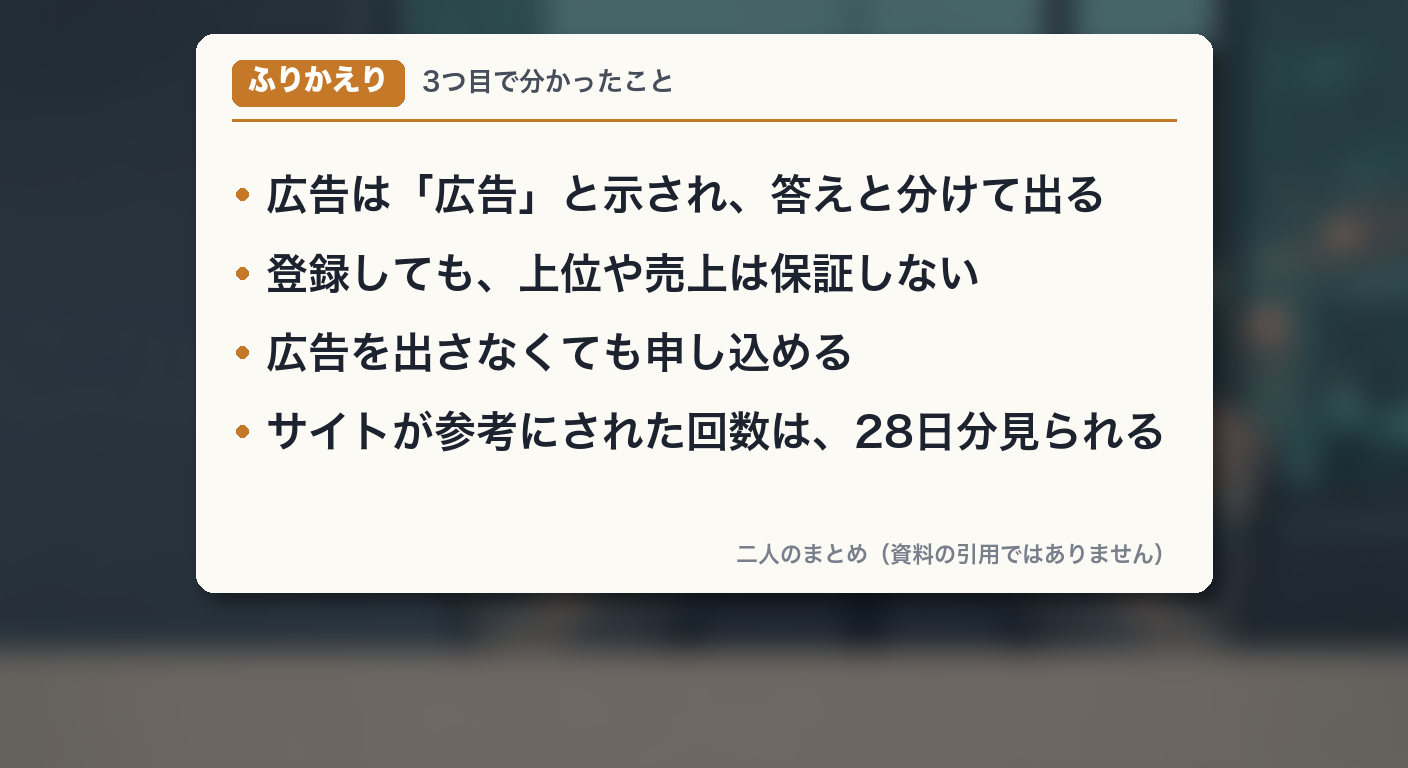 ふりかえり 3つ目で分かったこと
• 広告は「広告」と示され、答えと分けて出る
• 登録しても、上位や売上は保証しない
• 広告を出さなくても申し込める
• サイトが参考にされた回数は、28日分見られる
二人のまとめ（資料の引用ではありません）